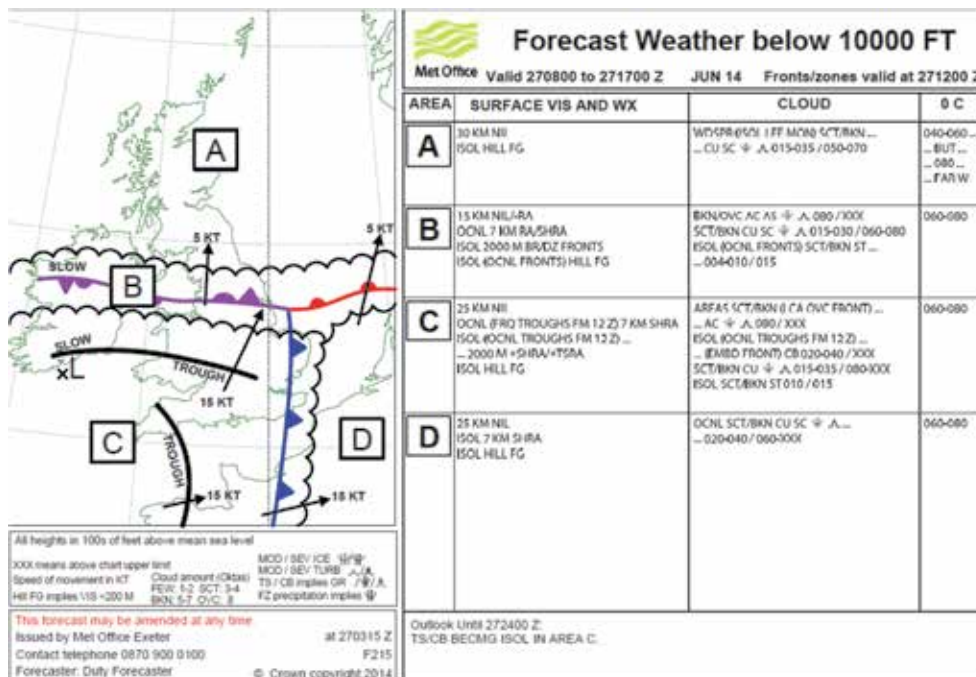 A
5 KT
5 KT
SLOW
B
SLOW
L
TROUGH
15 KT
C
D
TROUGH
15 KT
15 KT
All heights in 100s of feet above mean sea level
XXX means above chart upper limit
Speed of movement in KT
Hill FG implies VIS <200 M
Cloud amount (Oktas)
FEW: 1-2 SCT: 3-4
BKN: 5-7 OVC: 8
MOD / SEV ICE
MOD / SEV TURB
TS / CB implies GR
FZ precipitation implies
This forecast may be amended at any time
Issued by Met Office Exeter at 270315 Z
Contact telephone 0870 900 0100 F215
Forecaster: Duty Forecaster © Crown copyright 2014
Met Office
Forecast Weather below 10000 FT
Valid 270800 to 271700 Z JUN 14 Fronts/zones valid at 271200 Z
AREA SURFACE VIS AND WX CLOUD 0 C
A
30 KM NIL
ISOL HILL FG
WDSPR (ISOL LEE MON) SCT/BKN ...
... CU SC 015-035 / 050-070
040-060 ...
... BUT ...
... 080 ...
... FAR W
B
15 KM NIL/-RA
OCNL 7 KM RA/SHRA
ISOL 2000 M BR/DZ FRONTS
ISOL (OCNL FRONTS) HILL FG
BKN/OVC AC AS 080 / XXX
SCT/BKN CU SC 015-030 / 060-080
ISOL (OCNL FRONTS) SCT/BKN ST ...
... 004-010 / 015
060-080
C
25 KM NIL
OCNL (FRQ TROUGHS FM 12 Z) 7 KM SHRA
ISOL (OCNL TROUGHS FM 12 Z) ...
... 2000 M +SHRA/+TSRA
ISOL HILL FG
AREAS SCT/BKN (LCA OVC FRONT) ...
... AC 080 / XXX
ISOL (OCNL TROUGHS FM 12 Z) ...
... (EMBD FRONT) CB 020-040 / XXX
SCT/BKN CU 015-035 / 080-XXX
ISOL SCT/BKN ST 010 / 015
060-080
D
25 KM NIL
ISOL 7 KM SHRA
ISOL HILL FG
OCNL SCT/BKN CU SC ...
... 020-040 / 060-XXX
060-080
Outlook Until 272400 Z:
TS/CB BECMG ISOL IN AREA C.